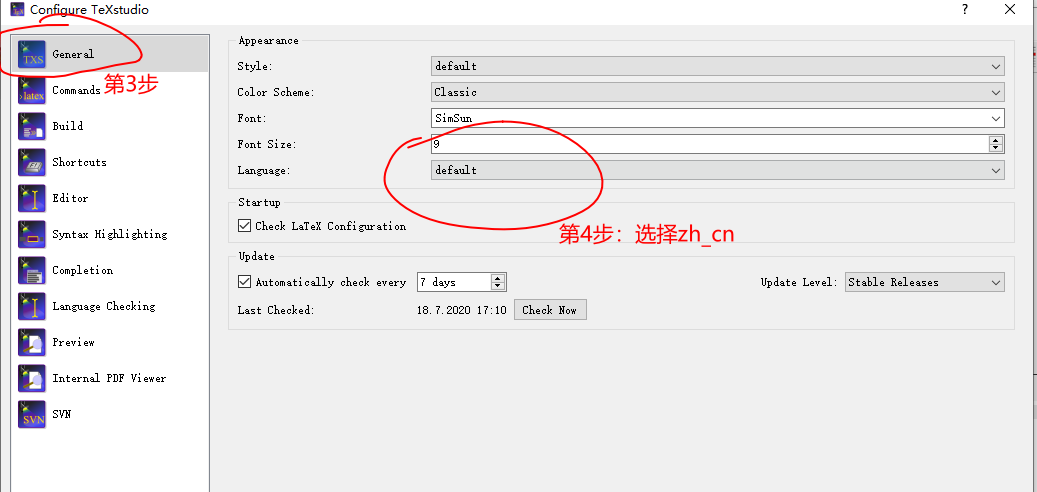 Configure TeXstudio
General
第3步
Commands
Build
Shortcuts
Editor
Syntax Highlighting
Completion
Language Checking
Preview
Internal PDF Viewer
SVN
Appearance
Style: default
Color Scheme: Classic
Font: SimSun
Font Size: 9
Language: default
第4步：选择zh_cn
Startup
Check LaTeX Configuration
Update
Automatically check every 7 days Update Level: Stable Releases
Last Checked: 18.7.2020 17:10 Check Now